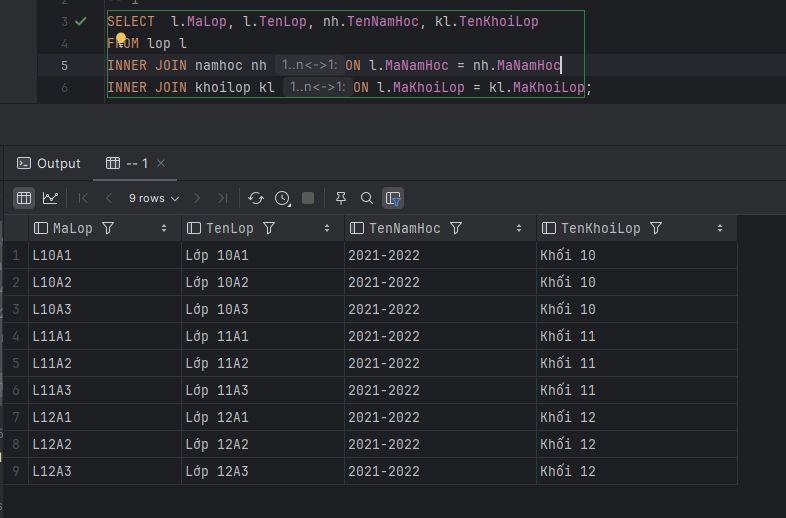 -- 1
3 SELECT  l.MaLop, l.TenLop, nh.TenNamHoc, kl.TenKhoiLop
4 FROM lop l
5 INNER JOIN namhoc nh 1..n<->1: ON l.MaNamHoc = nh.MaNamHoc
6 INNER JOIN khoilop kl 1..n<->1: ON l.MaKhoiLop = kl.MaKhoiLop;
Output -- 1
9 rows
MaLop TenLop TenNamHoc TenKhoiLop
1 L10A1 Lớp 10A1 2021-2022 Khối 10
2 L10A2 Lớp 10A2 2021-2022 Khối 10
3 L10A3 Lớp 10A3 2021-2022 Khối 10
4 L11A1 Lớp 11A1 2021-2022 Khối 11
5 L11A2 Lớp 11A2 2021-2022 Khối 11
6 L11A3 Lớp 11A3 2021-2022 Khối 11
7 L12A1 Lớp 12A1 2021-2022 Khối 12
8 L12A2 Lớp 12A2 2021-2022 Khối 12
9 L12A3 Lớp 12A3 2021-2022 Khối 12